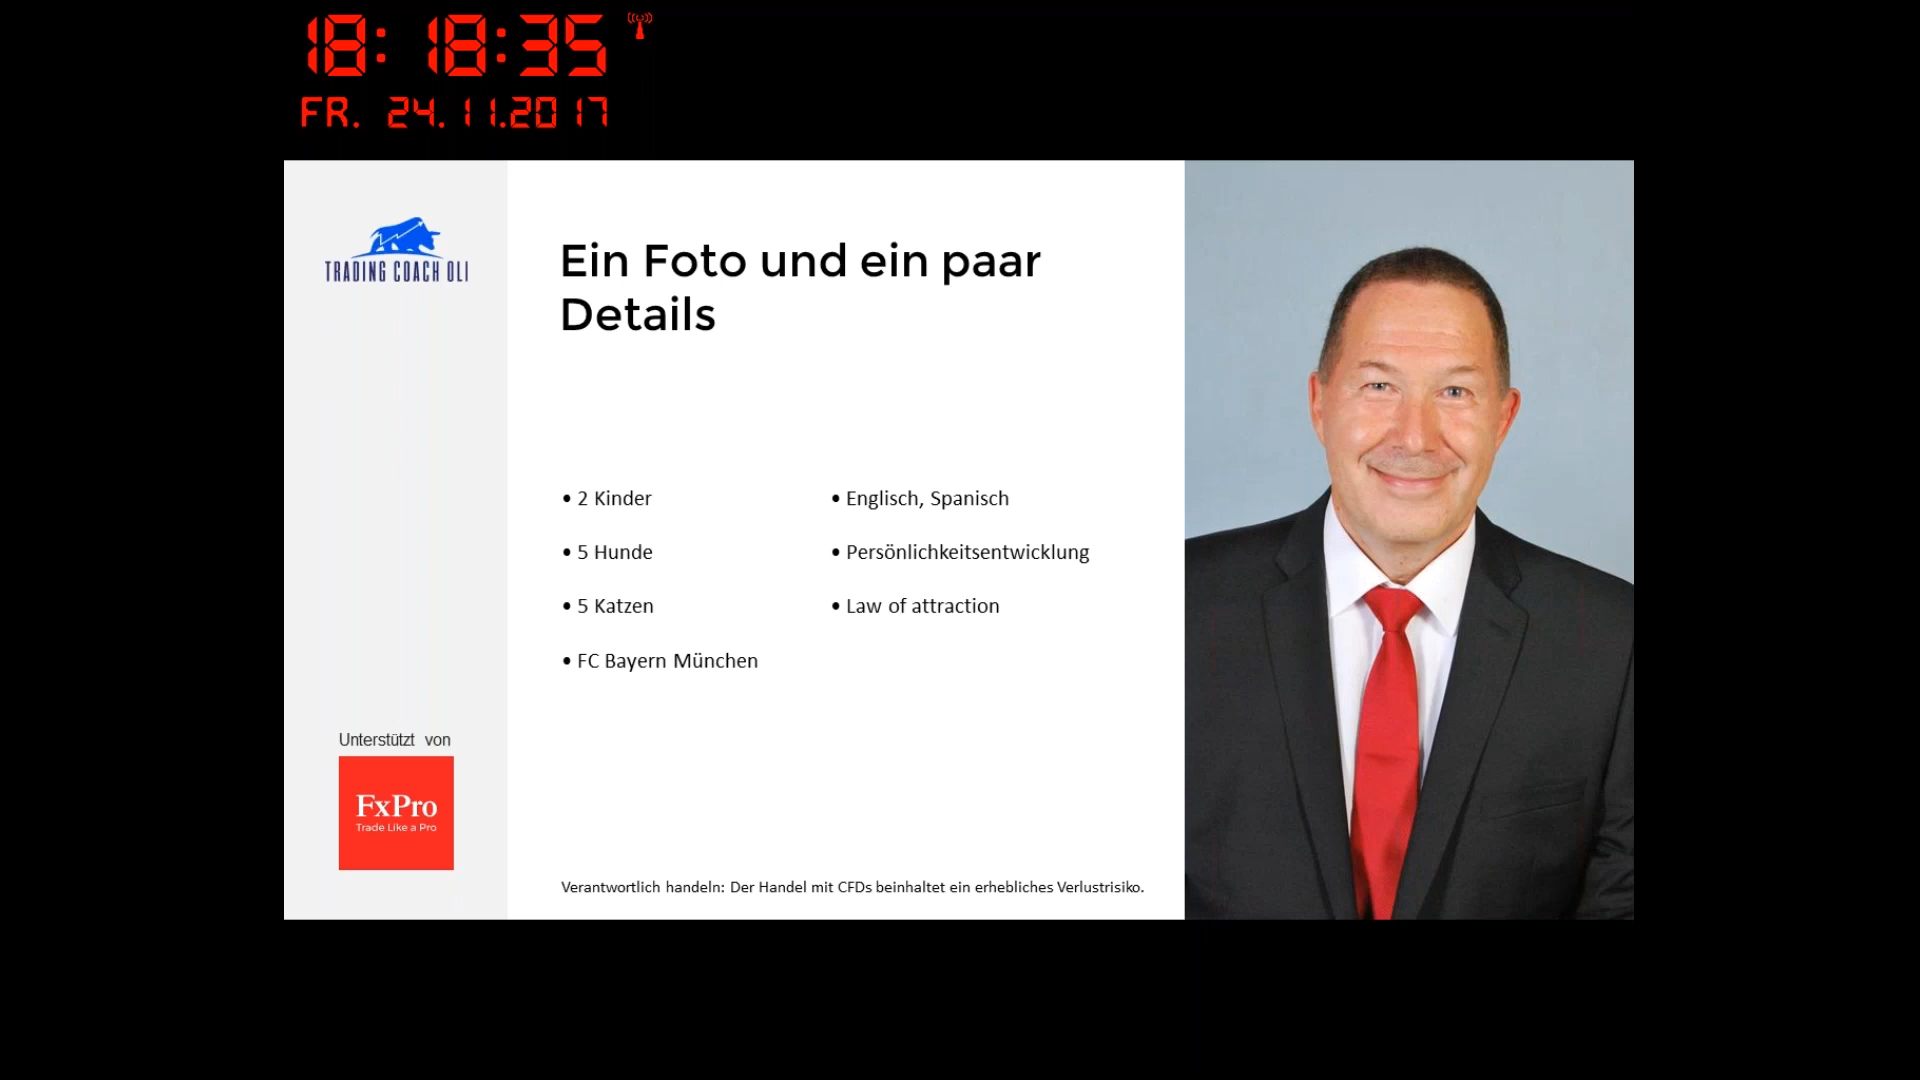 18:18:35
FR. 24.11.2017
TRADING COACH OLI
Ein Foto und ein paar
Details
• 2 Kinder
• 5 Hunde
• 5 Katzen
• FC Bayern München
• Englisch, Spanisch
• Persönlichkeitsentwicklung
• Law of attraction
Unterstützt von
FxPro
Trade Like a Pro
Verantwortlich handeln: Der Handel mit CFDs beinhaltet ein erhebliches Verlustrisiko.